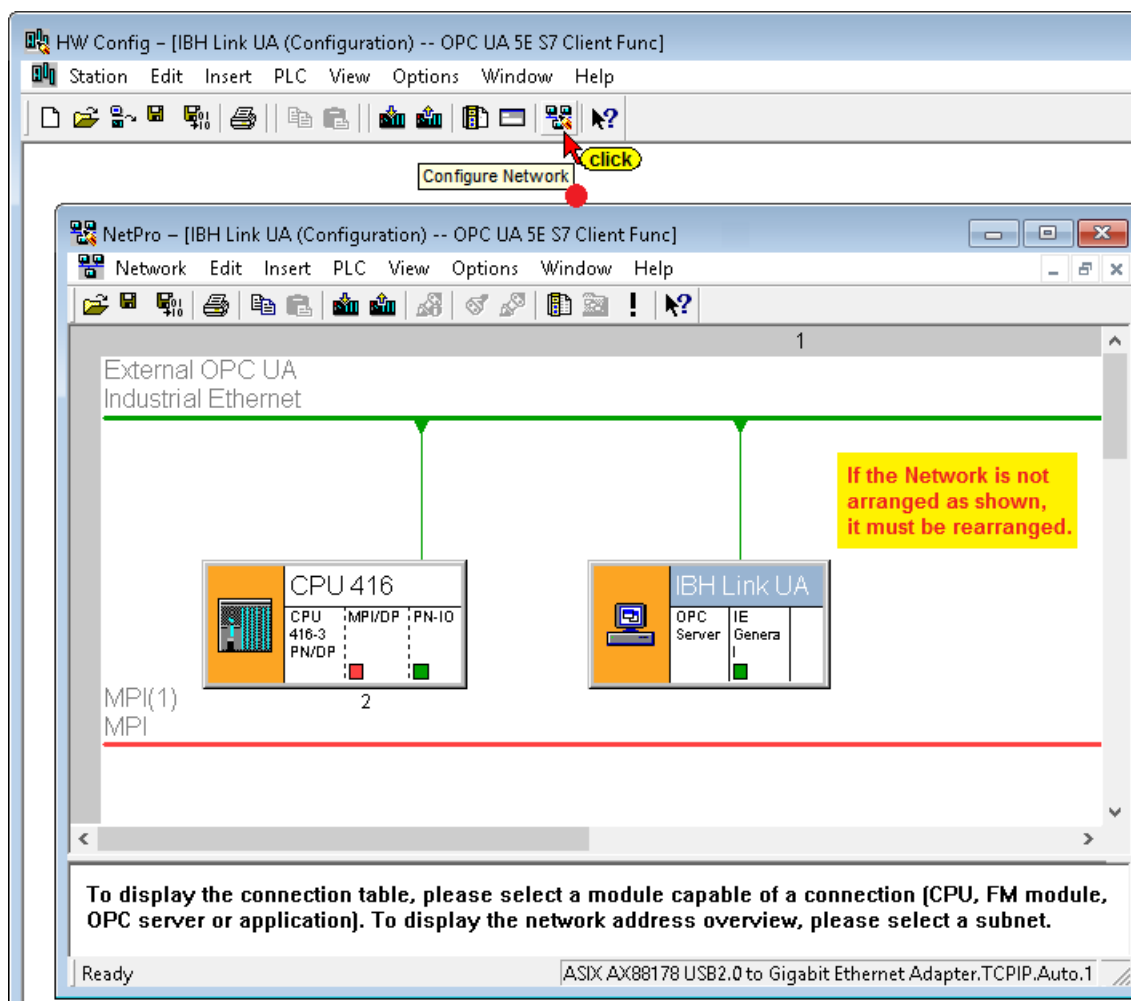 HW Config – [IBH Link UA (Configuration) -- OPC UA 5E S7 Client Func]
Station Edit Insert PLC View Options Window Help
click
Configure Network
NetPro – [IBH Link UA (Configuration) -- OPC UA 5E S7 Client Func]
Network Edit Insert PLC View Options Window Help
1
External OPC UA
Industrial Ethernet
If the Network is not
arranged as shown,
it must be rearranged.
CPU 416
CPU
416-3
PN/DP
MPI/DP
PN-IO
2
IBH Link UA
OPC
Server
IE
Genera
l
MPI(1)
MPI
To display the connection table, please select a module capable of a connection (CPU, FM module,
OPC server or application). To display the network address overview, please select a subnet.
Ready
ASIX AX88178 USB2.0 to Gigabit Ethernet Adapter.TCPIP.Auto.1